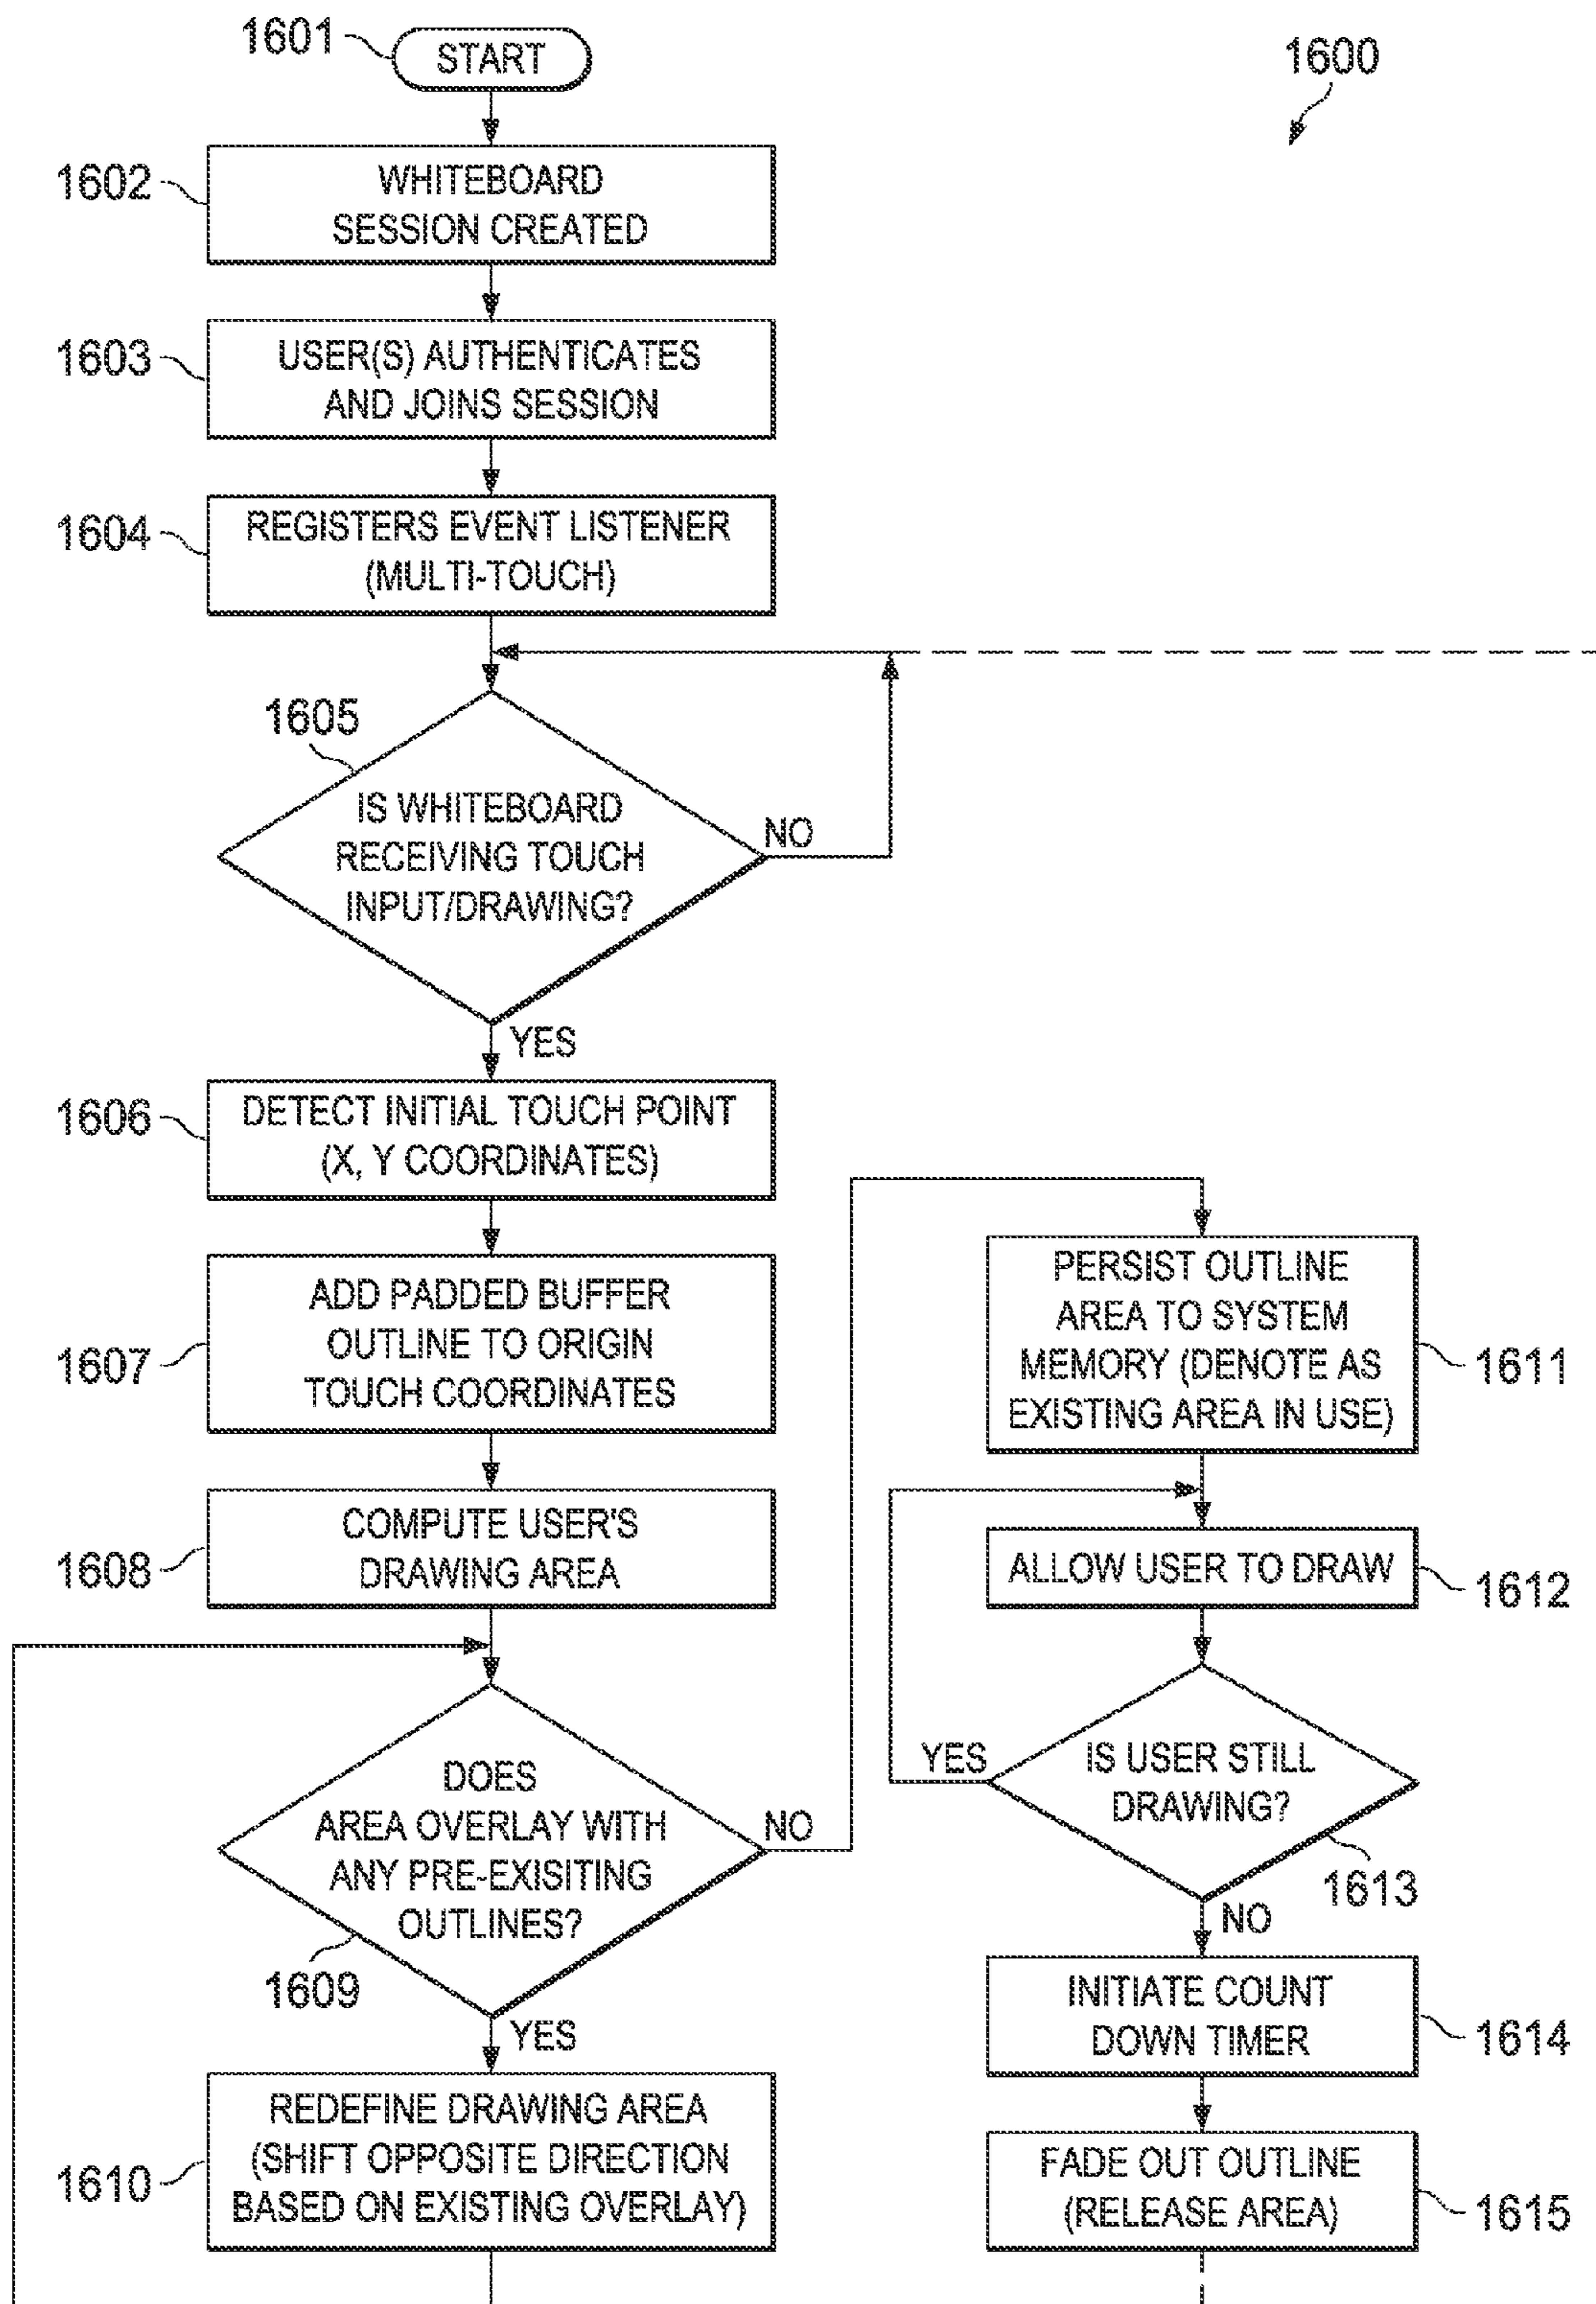 1601
START
1600
1602
WHITEBOARD
SESSION CREATED
1603
USER(S) AUTHENTICATES
AND JOINS SESSION
1604
REGISTERS EVENT LISTENER
(MULTI-TOUCH)
1605
IS WHITEBOARD
RECEIVING TOUCH
INPUT/DRAWING?
NO
YES
1606
DETECT INITIAL TOUCH POINT
(X, Y COORDINATES)
1607
ADD PADDED BUFFER
OUTLINE TO ORIGIN
TOUCH COORDINATES
1608
COMPUTE USER'S
DRAWING AREA
DOES
AREA OVERLAY WITH
ANY PRE-EXISITING
OUTLINES?
NO
1609
YES
1610
REDEFINE DRAWING AREA
(SHIFT OPPOSITE DIRECTION
BASED ON EXISTING OVERLAY)
PERSIST OUTLINE
AREA TO SYSTEM
MEMORY (DENOTE AS
EXISTING AREA IN USE)
1611
ALLOW USER TO DRAW
1612
YES
IS USER STILL
DRAWING?
1613
NO
INITIATE COUNT
DOWN TIMER
1614
FADE OUT OUTLINE
(RELEASE AREA)
1615